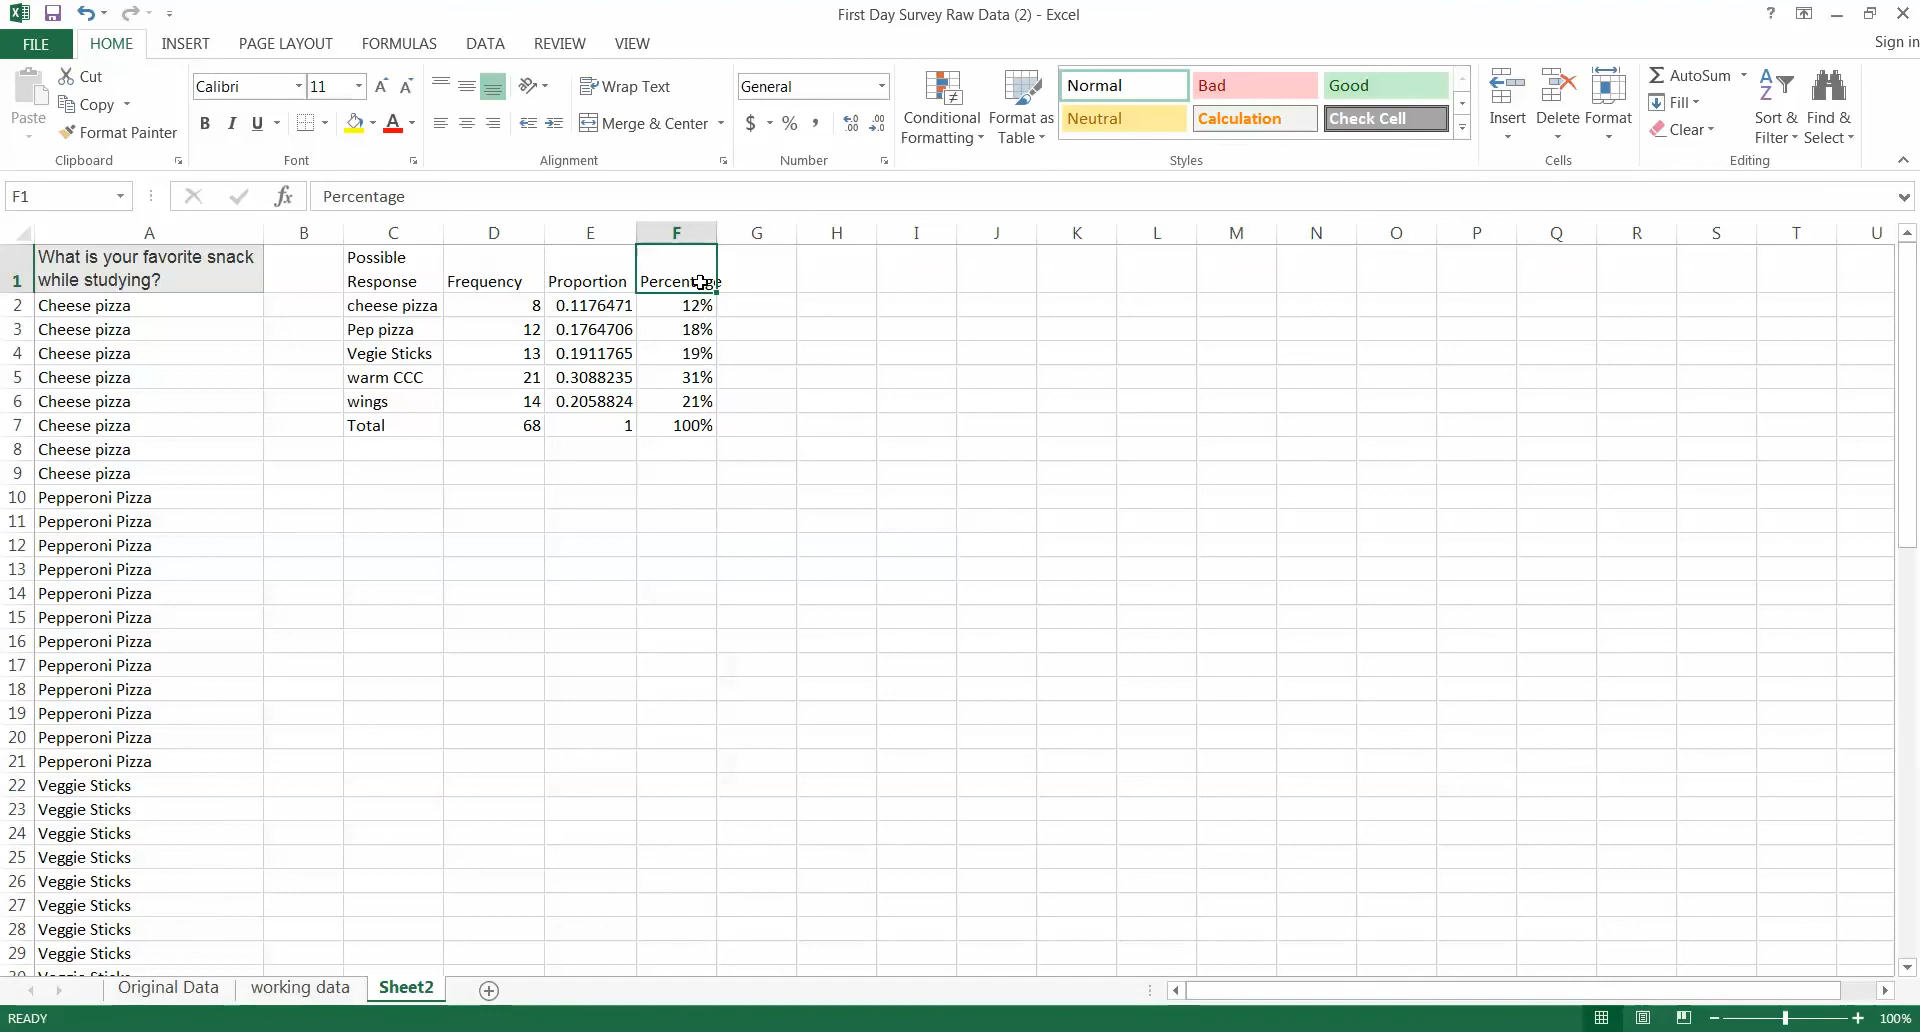 First Day Survey Raw Data (2) - Excel
?
FILE HOME INSERT PAGE LAYOUT FORMULAS DATA REVIEW VIEW Sign in
Paste Cut Copy Format Painter Clipboard
Calibri 11 A A B I U A Font
Wrap Text Merge & Center Alignment
General $ % , .00 Number
Conditional Formatting Format as Table Normal Bad Good Neutral Calculation Check Cell Styles
Insert Delete Format Cells
AutoSum Fill Clear Sort & Filter Find & Select Editing
F1 fx Percentage
A B C D E F G H I J K L M N O P Q R S T U
1 What is your favorite snack while studying? Possible Response Frequency Proportion Percentage
2 Cheese pizza cheese pizza 8 0.1176471 12%
3 Cheese pizza Pep pizza 12 0.1764706 18%
4 Cheese pizza Vegie Sticks 13 0.1911765 19%
5 Cheese pizza warm CCC 21 0.3088235 31%
6 Cheese pizza wings 14 0.2058824 21%
7 Cheese pizza Total 68 1 100%
8 Cheese pizza
9 Cheese pizza
10 Pepperoni Pizza
11 Pepperoni Pizza
12 Pepperoni Pizza
13 Pepperoni Pizza
14 Pepperoni Pizza
15 Pepperoni Pizza
16 Pepperoni Pizza
17 Pepperoni Pizza
18 Pepperoni Pizza
19 Pepperoni Pizza
20 Pepperoni Pizza
21 Pepperoni Pizza
22 Veggie Sticks
23 Veggie Sticks
24 Veggie Sticks
25 Veggie Sticks
26 Veggie Sticks
27 Veggie Sticks
28 Veggie Sticks
29 Veggie Sticks
30 Veggie Sticks
Original Data working data Sheet2
READY 100%